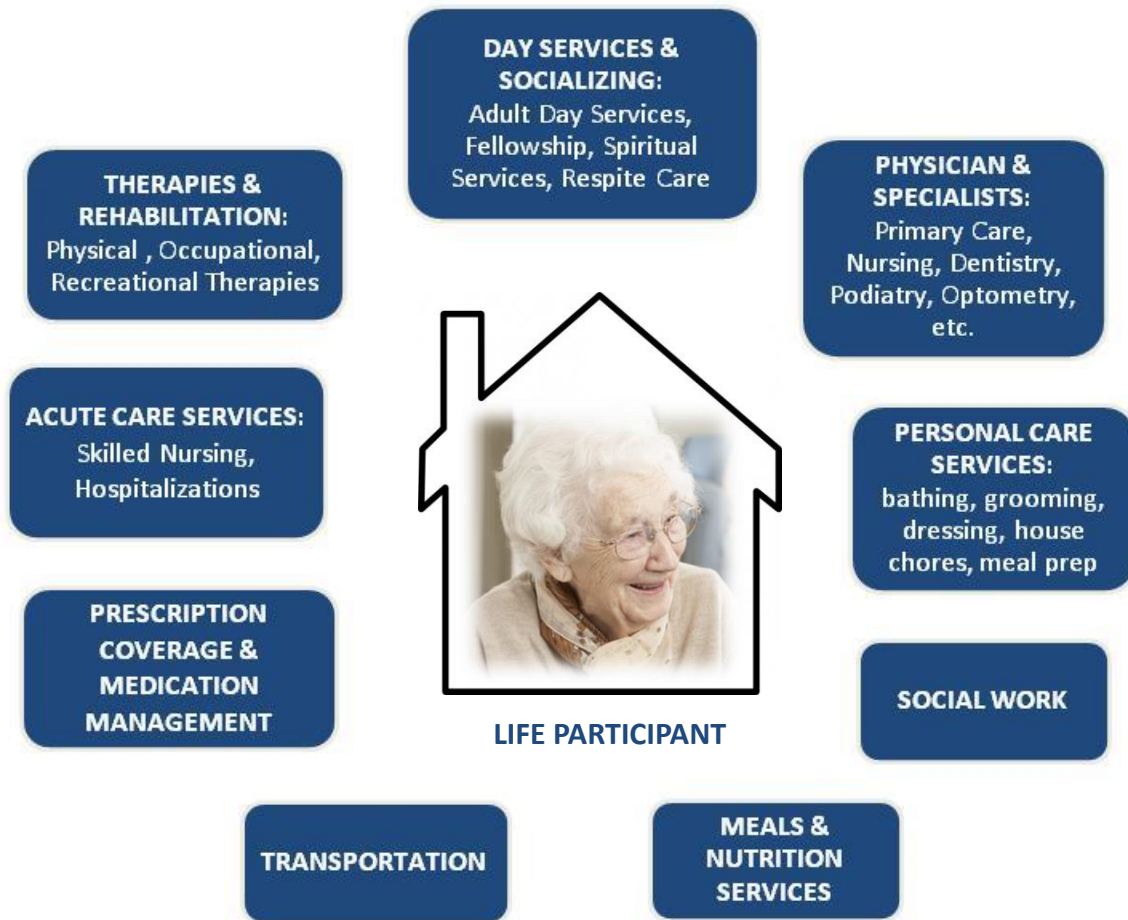 DAY SERVICES &
SOCIALIZING:
Adult Day Services,
Fellowship, Spiritual
Services, Respite Care
THERAPIES &
REHABILITATION:
Physical , Occupational,
Recreational Therapies
PHYSICIAN &
SPECIALISTS:
Primary Care,
Nursing, Dentistry,
Podiatry, Optometry,
etc.
ACUTE CARE SERVICES:
Skilled Nursing,
Hospitalizations
PERSONAL CARE
SERVICES:
bathing, grooming,
dressing, house
chores, meal prep
PRESCRIPTION
COVERAGE &
MEDICATION
MANAGEMENT
SOCIAL WORK
LIFE PARTICIPANT
TRANSPORTATION
MEALS &
NUTRITION
SERVICES